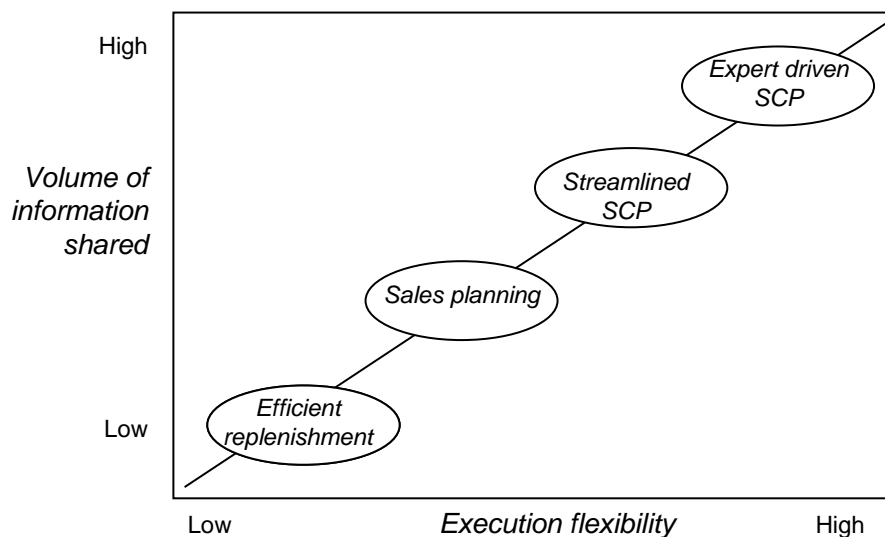 High
Expert driven
SCP
Volume of
information
shared
Streamlined
SCP
Sales planning
Efficient
replenishment
Low
Low
Execution flexibility
High